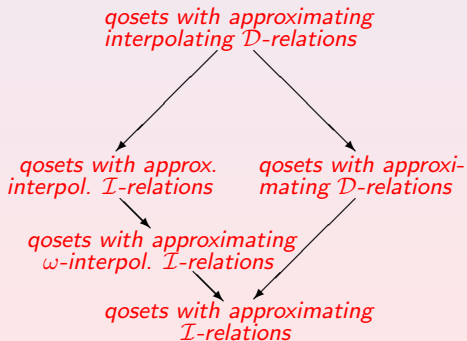 qosets with approximating
interpolating 𝒟-relations
qosets with approx.
interpol. ℐ-relations
qosets with approxi-
mating 𝒟-relations
qosets with approximating
ω-interpol. ℐ-relations
qosets with approximating
ℐ-relations